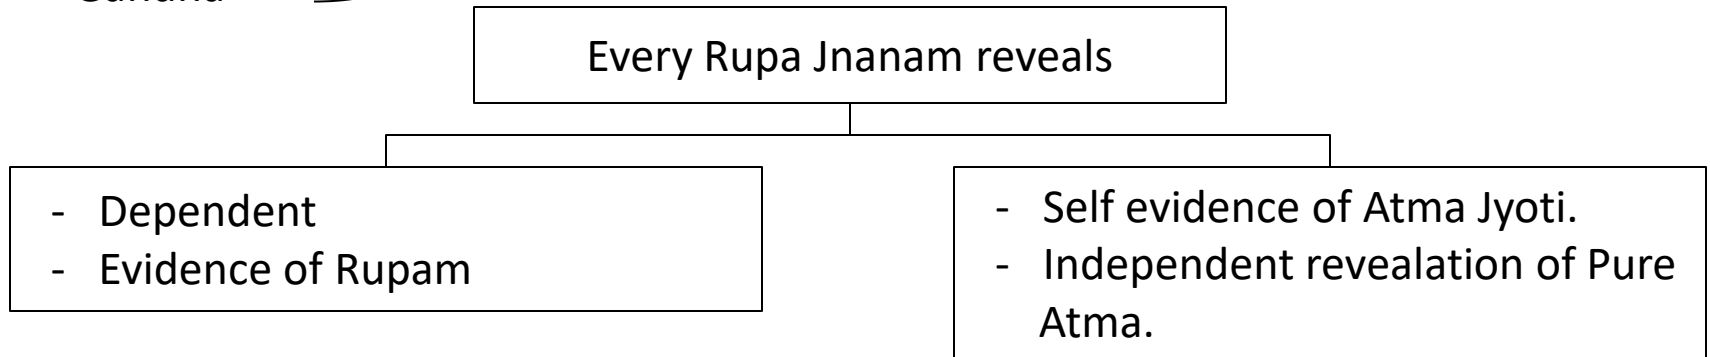 Every Rupa Jnanam reveals
- Dependent
- Evidence of Rupam
- Self evidence of Atma Jyoti.
- Independent revealation of Pure
Atma.